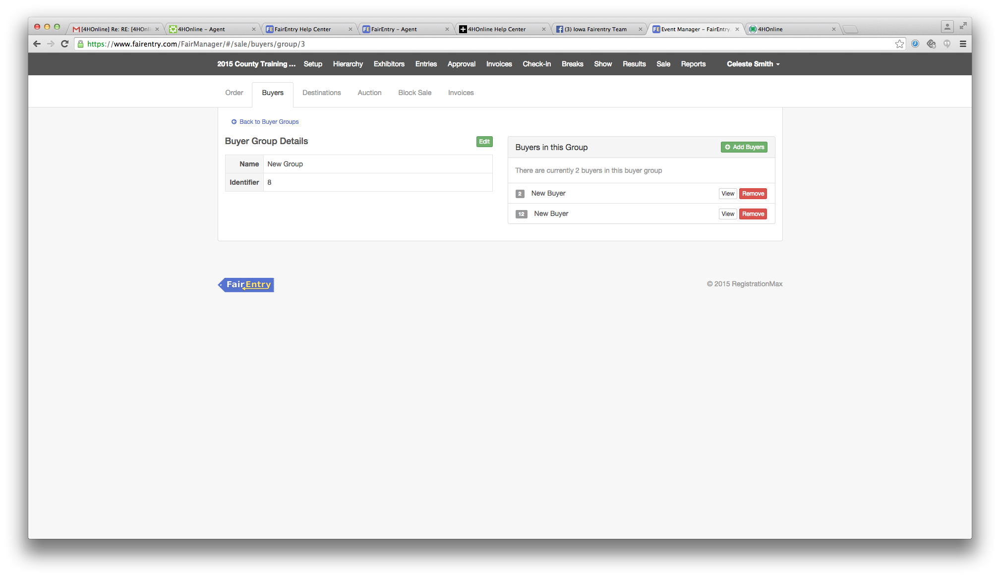 [4HOnline] Re: RE: [4HOnli
4HOnline – Agent
FairEntry Help Center
FairEntry – Agent
4HOnline Help Center
(3) Iowa Fairentry Team
Event Manager – FairEntry.
4HOnline
https://www.fairentry.com/FairManager/#/sale/buyers/group/3
2015 County Training ... Setup Hierarchy Exhibitors Entries Approval Invoices Check-in Breaks Show Results Sale Reports Celeste Smith
Order Buyers Destinations Auction Block Sale Invoices
Back to Buyer Groups
Buyer Group Details Edit
Name New Group
Identifier 8
Buyers in this Group Add Buyers
There are currently 2 buyers in this buyer group
2 New Buyer View Remove
12 New Buyer View Remove
FairEntry
© 2015 RegistrationMax